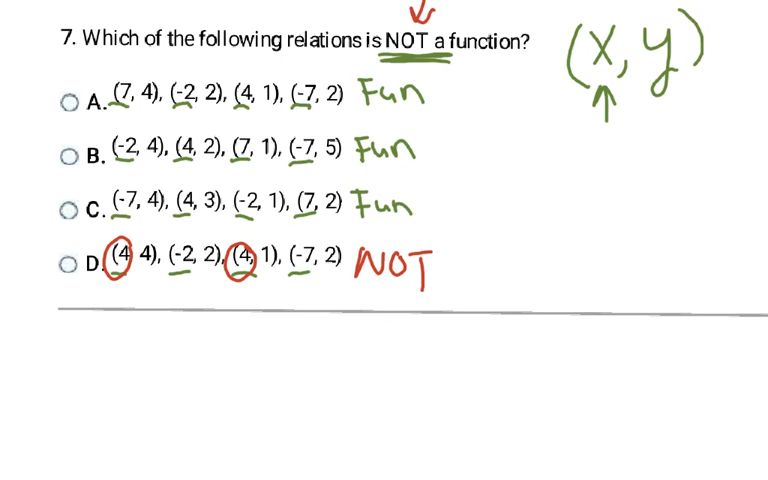 7. Which of the following relations is NOT a function? (x, y)
A. (7, 4), (-2, 2), (4, 1), (-7, 2) Fun
B. (-2, 4), (4, 2), (7, 1), (-7, 5) Fun
C. (-7, 4), (4, 3), (-2, 1), (7, 2) Fun
D. (4 4), (-2, 2), (4, 1), (-7, 2) NOT